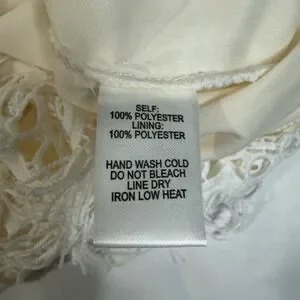 SELF:
100% POLYESTER
LINING:
100% POLYESTER
HAND WASH COLD
DO NOT BLEACH
LINE DRY
IRON LOW HEAT